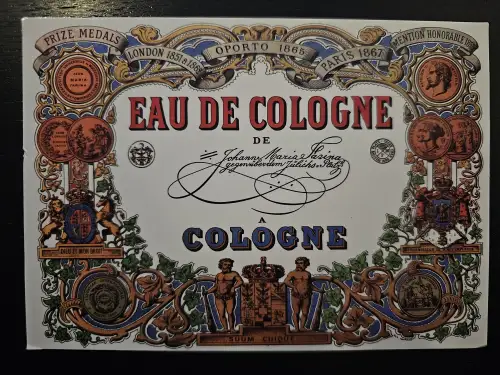 PRIZE MEDALS
LONDON 1851 & 1862
OPORTO 1865
PARIS 1867
MENTION HONORABLE
EAU DE COLOGNE
DE
Johann Maria Farina
gegenüber dem Jülichs-Platz
A
COLOGNE
SUUM CUIQUE